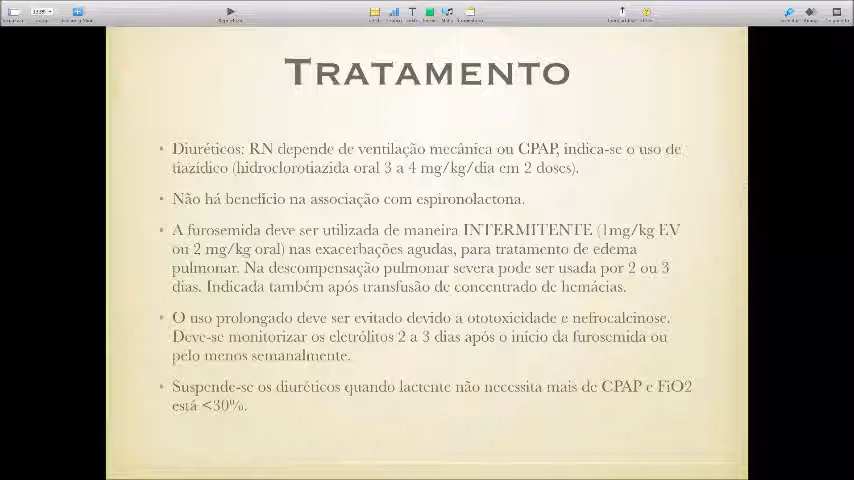 TRATAMENTO
• Diuréticos: RN depende de ventilação mecânica ou CPAP, indica-se o uso de
tiazídico (hidroclorotiazida oral 3 a 4 mg/kg/dia em 2 doses).
• Não há benefício na associação com espironolactona.
• A furosemida deve ser utilizada de maneira INTERMITENTE (1mg/kg EV
ou 2 mg/kg oral) nas exacerbações agudas, para tratamento de edema
pulmonar. Na descompensação pulmonar severa pode ser usada por 2 ou 3
dias. Indicada também após transfusão de concentrado de hemácias.
• O uso prolongado deve ser evitado devido a ototoxicidade e nefrocalcinose.
Deve-se monitorizar os eletrólitos 2 a 3 dias após o início da furosemida ou
pelo menos semanalmente.
• Suspende-se os diuréticos quando lactente não necessita mais de CPAP e FiO2
está <30%.